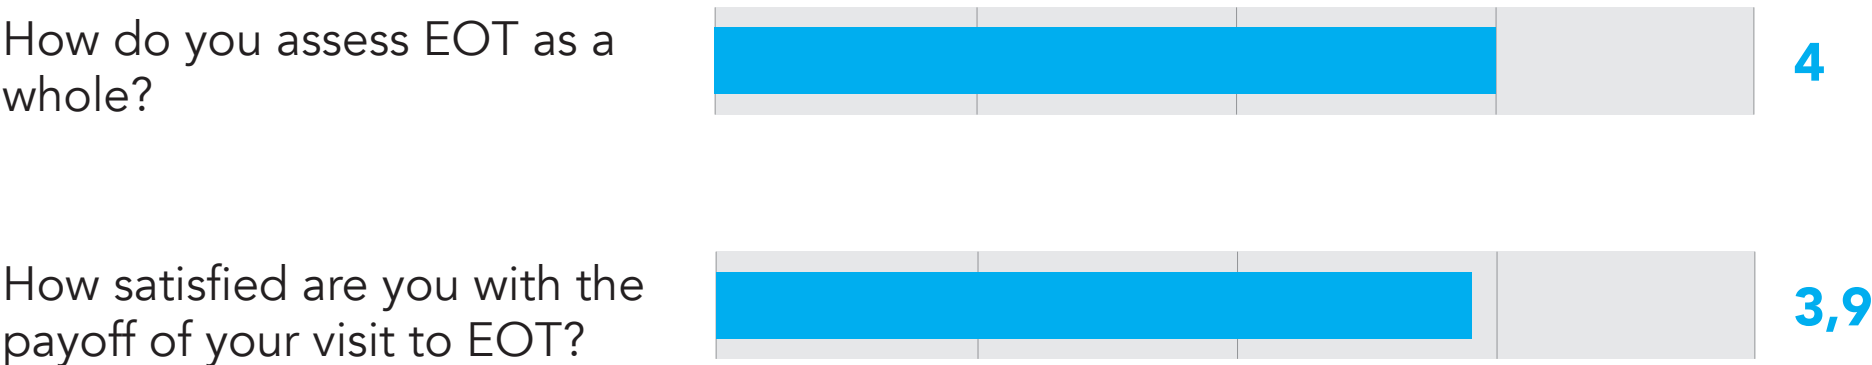 How do you assess EOT as a
whole?
4
How satisfied are you with the
payoff of your visit to EOT?
3,9